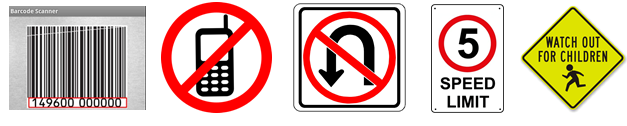 Barcode Scanner
149600 000000
5
SPEED
LIMIT
WATCH OUT
FOR CHILDREN